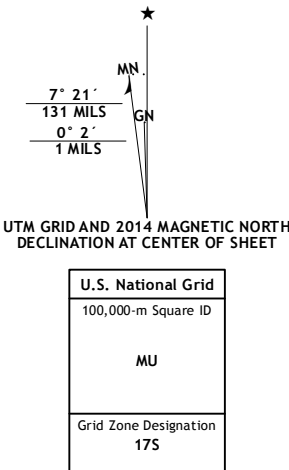 ★
MN
7° 21´
131 MILS
GN
0° 2´
1 MILS
UTM GRID AND 2014 MAGNETIC NORTH
DECLINATION AT CENTER OF SHEET
U.S. National Grid
100,000-m Square ID
MU
Grid Zone Designation
17S